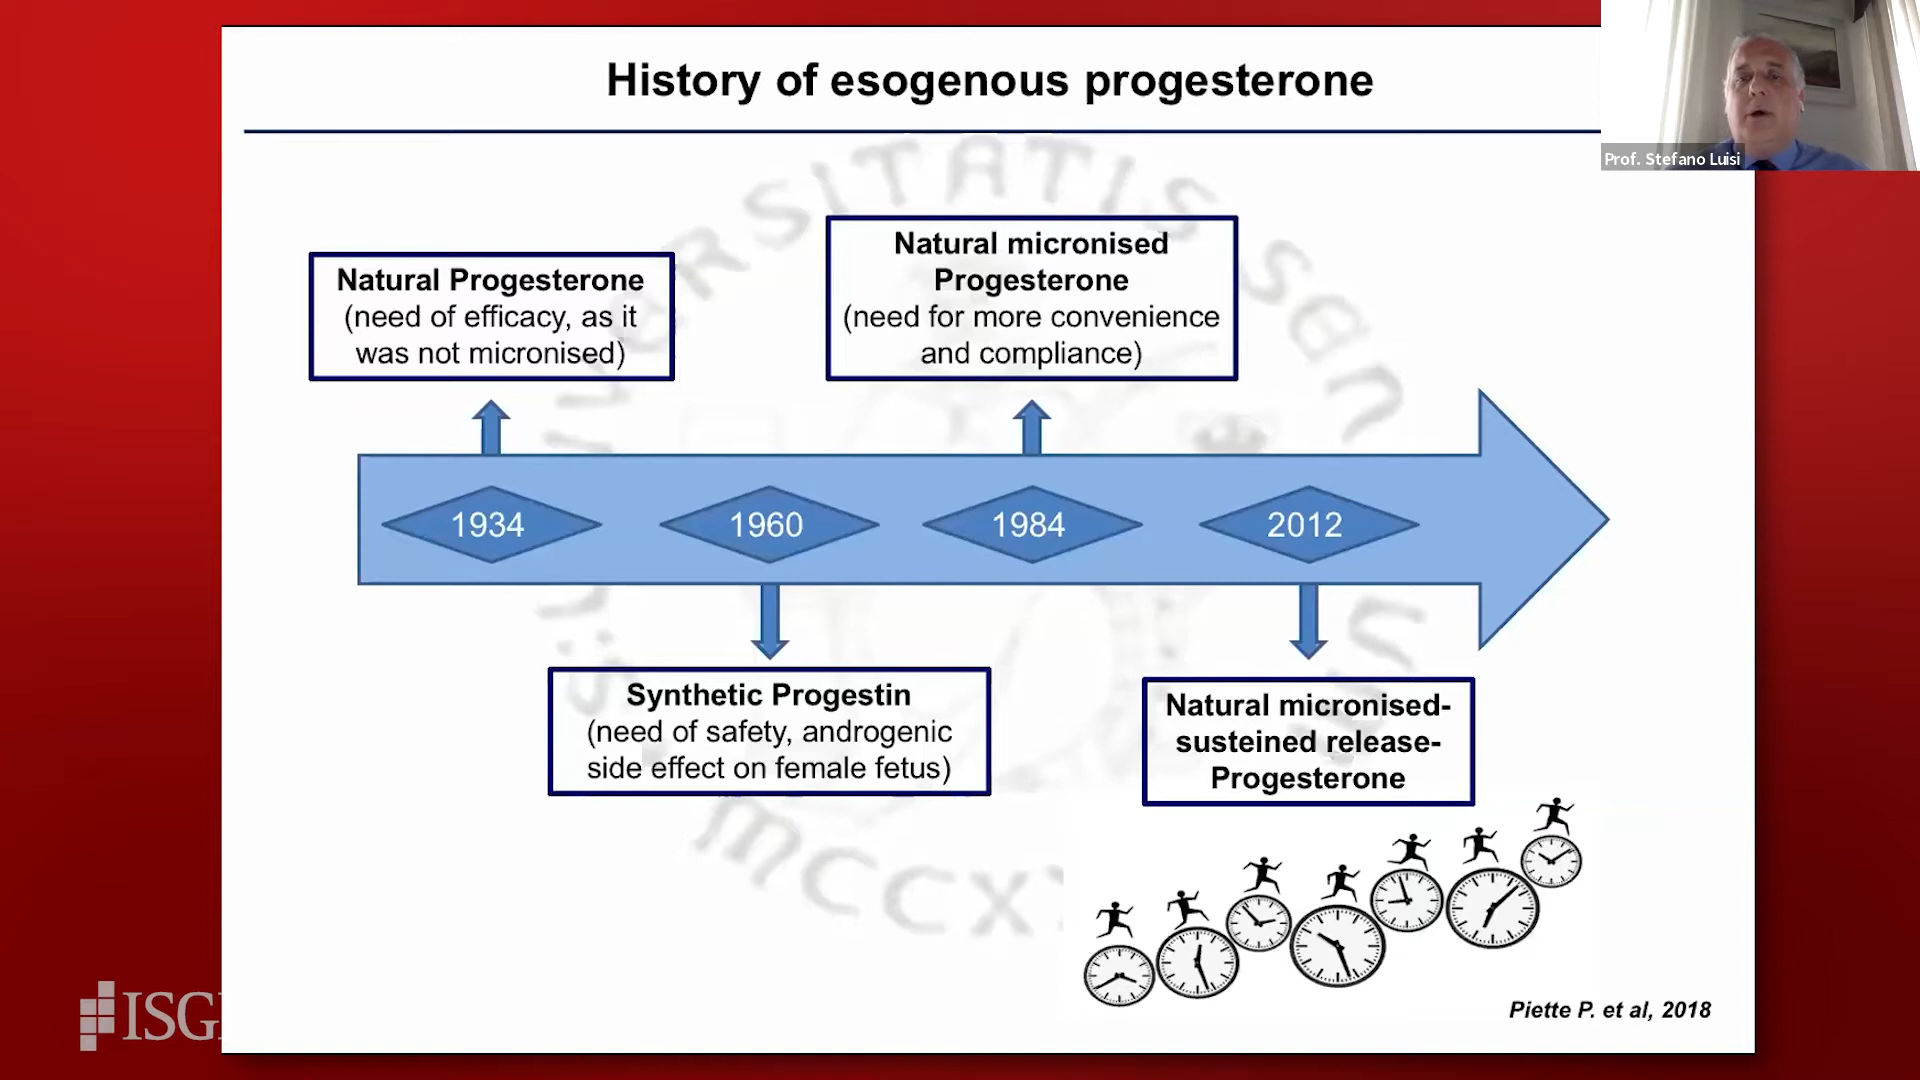 History of esogenous progesterone
Prof. Stefano Luisi
Natural Progesterone
(need of efficacy, as it
was not micronised)
Natural micronised
Progesterone
(need for more convenience
and compliance)
1934
1960
1984
2012
Synthetic Progestin
(need of safety, androgenic
side effect on female fetus)
Natural micronised-
susteined release-
Progesterone
Piette P. et al, 2018
ISG